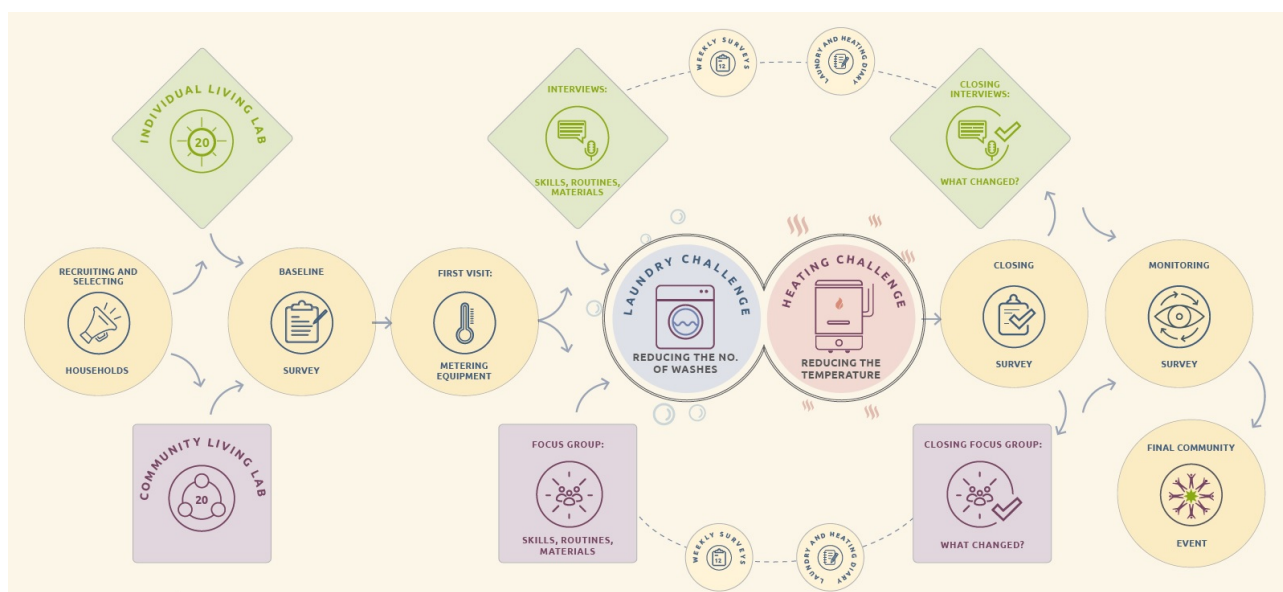 INDIVIDUAL LIVING LAB
20
RECRUITING AND
SELECTING
HOUSEHOLDS
COMMUNITY LIVING LAB
20
BASELINE
SURVEY
FIRST VISIT:
METERING
EQUIPMENT
INTERVIEWS:
SKILLS, ROUTINES,
MATERIALS
FOCUS GROUP:
SKILLS, ROUTINES,
MATERIALS
WEEKLY SURVEYS
12
LAUNDRY AND HEATING DIARY
LAUNDRY CHALLENGE
REDUCING THE NO.
OF WASHES
HEATING CHALLENGE
REDUCING THE
TEMPERATURE
WEEKLY SURVEYS
12
LAUNDRY AND HEATING DIARY
CLOSING
INTERVIEWS:
WHAT CHANGED?
CLOSING
SURVEY
CLOSING FOCUS GROUP:
WHAT CHANGED?
MONITORING
SURVEY
FINAL COMMUNITY
EVENT